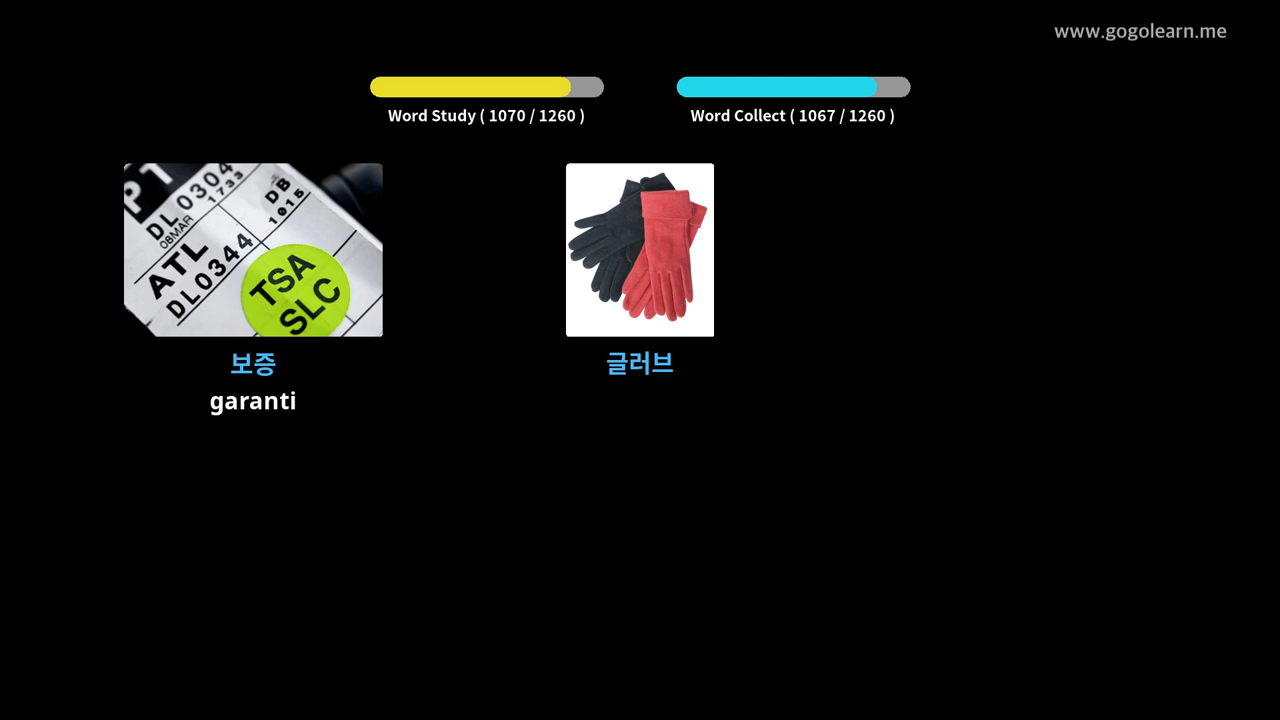 www.gogolearn.me
Word Study ( 1070 / 1260 )
Word Collect ( 1067 / 1260 )
PT
DL0304
08MAR 1733
DB
1015
ATL
DL0344
TSA
SLC
보증
글러브
garanti